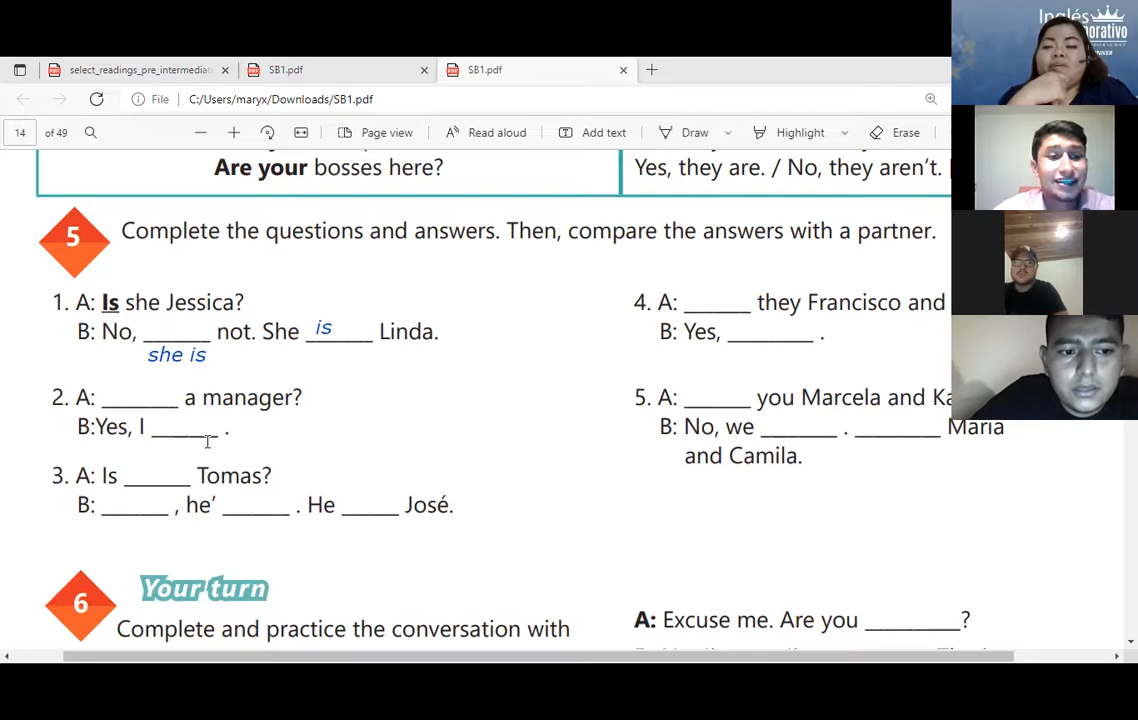 Inglés
orativo
select_readings_pre_intermediat
SB1.pdf
SB1.pdf
File
C:/Users/maryx/Downloads/SB1.pdf
14 of 49
Page view
Read aloud
Add text
Draw
Highlight
Erase
Are your bosses here?
Yes, they are. / No, they aren't.
5
Complete the questions and answers. Then, compare the answers with a partner.
1. A: Is she Jessica?
B: No, ______ not. She ______ Linda.
is
she is
2. A: _______ a manager?
B:Yes, I ______ .
3. A: Is ______ Tomas?
B: ______ , he' ______ . He _____ José.
4. A: ______ they Francisco and
B: Yes, ________ .
5. A: ______ you Marcela and Ka
B: No, we _______ . ________ Maria
and Camila.
6
Your turn
Complete and practice the conversation with
A: Excuse me. Are you _________?